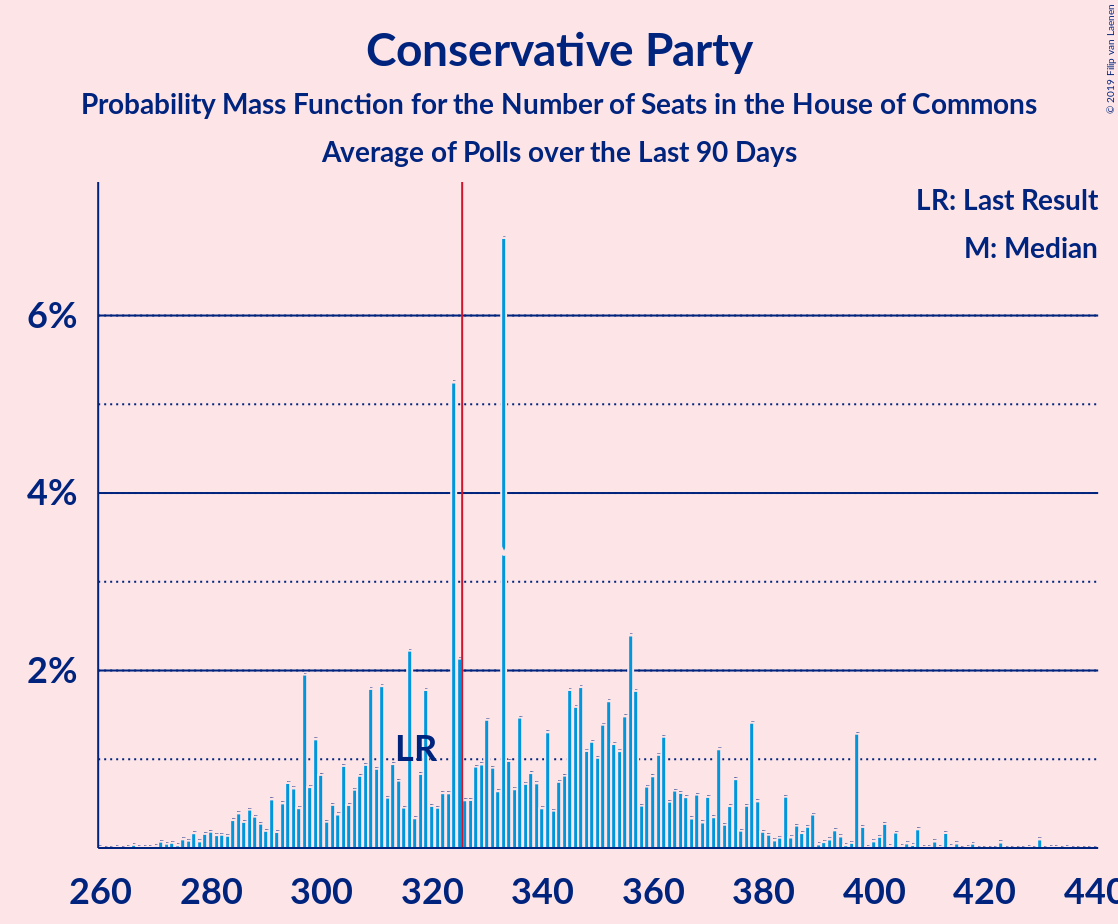 Conservative Party
Probability Mass Function for the Number of Seats in the House of Commons
Average of Polls over the Last 90 Days
© 2019 Filip van Laenen
LR: Last Result
M: Median
6%
4%
2%
LR
260 280 300 320 340 360 380 400 420 440